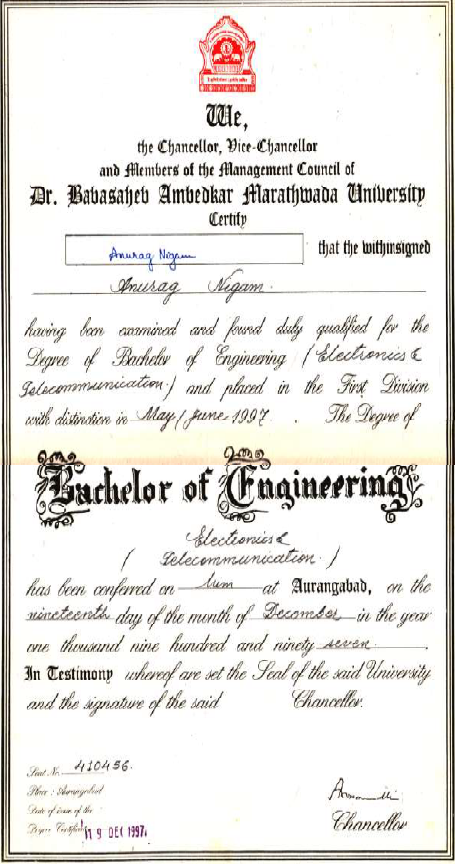 We,
the Chancellor, Vice-Chancellor
and Members of the Management Council of
Dr. Babasaheb Ambedkar Marathwada University
Certify
Anurag Nigam that the withinsigned
Anurag Nigam.
having been examined and found duly qualified for the
Degree of Bachelor of Engineering (Electronics &
Telecommunication.) and placed in the First Division
with distinction in May/June 1997. The Degree of
Bachelor of Engineering
Electronics &
( Telecommunication. )
has been conferred on him at Aurangabad, on the
nineteenth day of the month of December in the year
one thousand nine hundred and ninety seven.
In Testimony whereof are set the Seal of the said University
and the signature of the said Chancellor.
Seat No. 410456.
Place : Aurangabad
Date of issue of the
Degree Certificate 19 DEC 1997
Chancellor